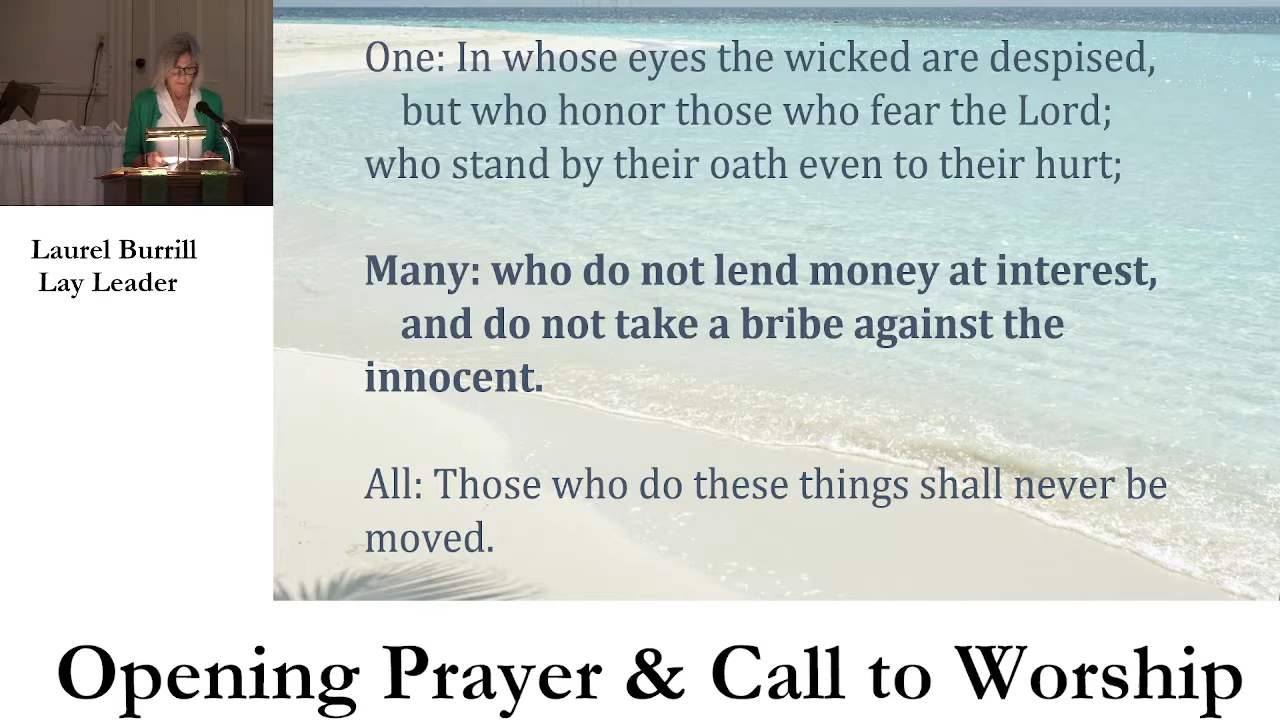 One: In whose eyes the wicked are despised,
but who honor those who fear the Lord;
who stand by their oath even to their hurt;
Many: who do not lend money at interest,
and do not take a bribe against the
innocent.
All: Those who do these things shall never be
moved.
Laurel Burrill
Lay Leader
Opening Prayer & Call to Worship